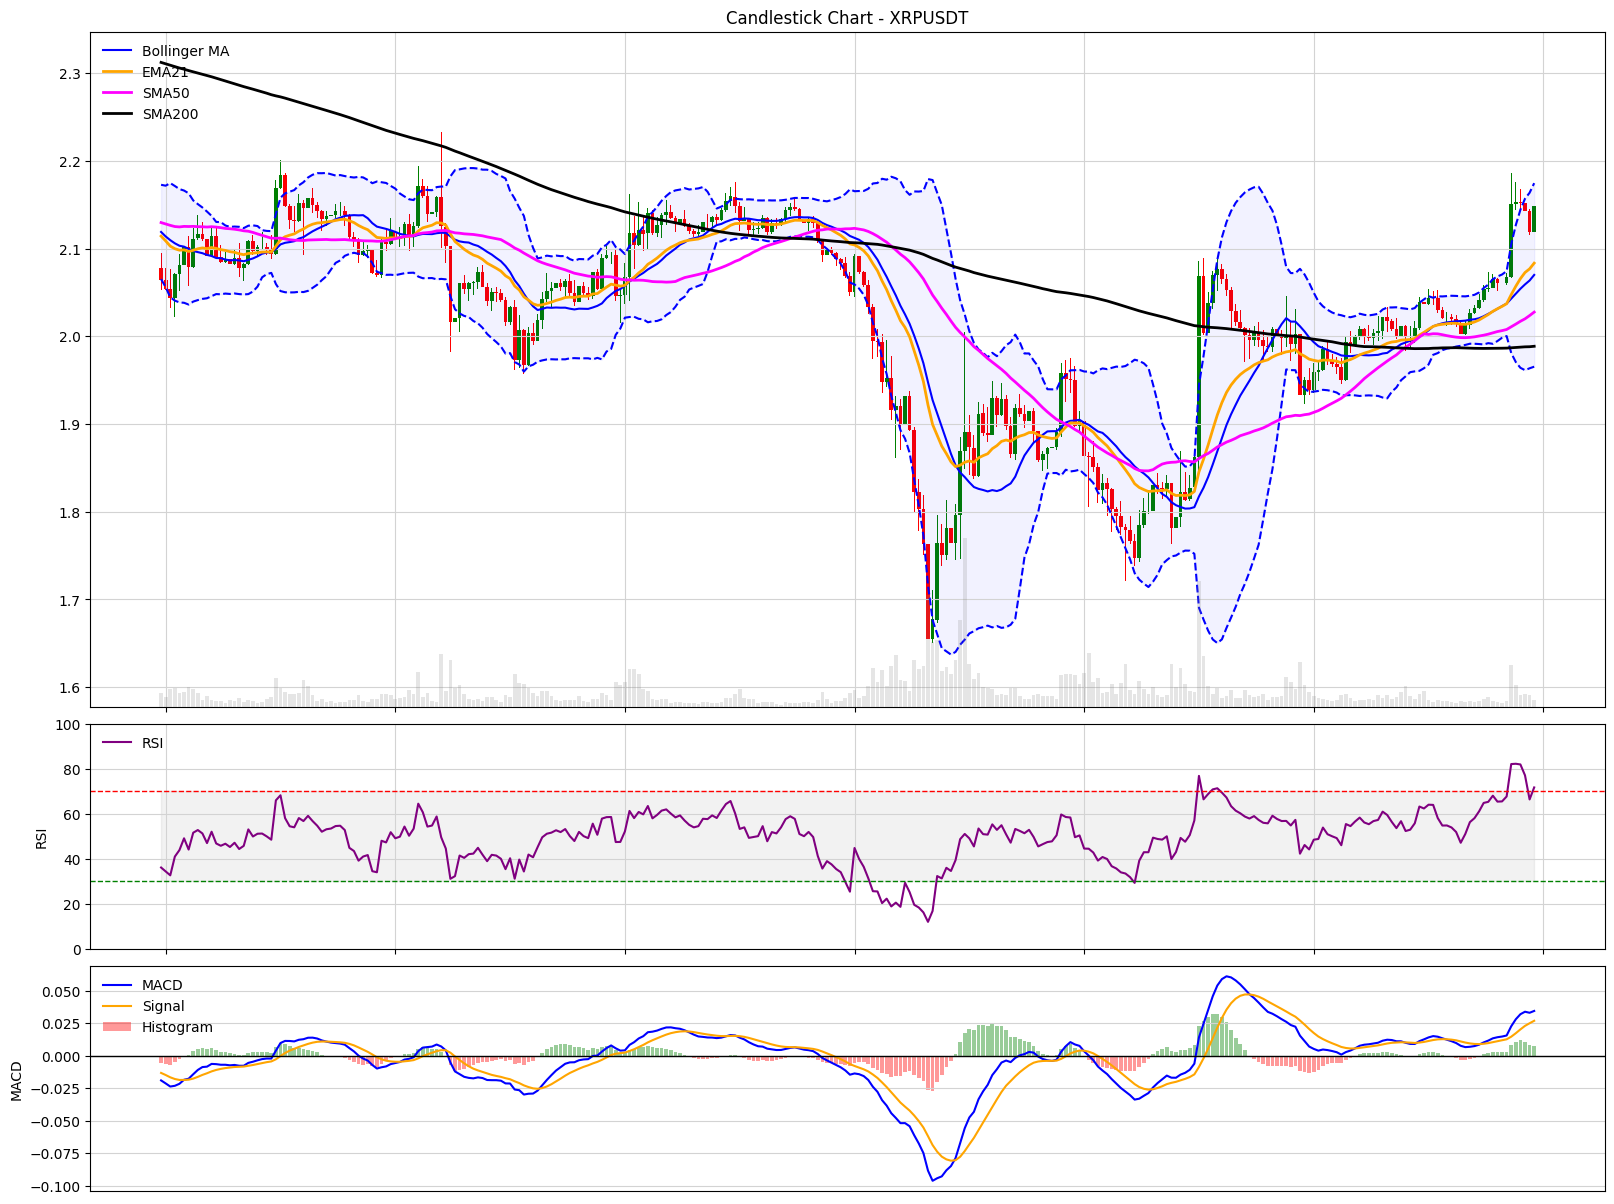 Candlestick Chart - XRPUSDT
Bollinger MA
EMA21
SMA50
SMA200
2.3
2.2
2.1
2.0
1.9
1.8
1.7
1.6
RSI
100
80
60
40
20
0
RSI
MACD
Signal
Histogram
0.050
0.025
0.000
−0.025
−0.050
−0.075
−0.100
MACD